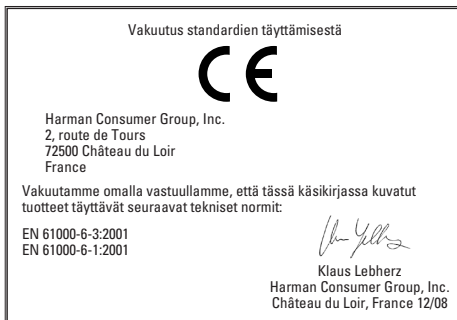 Vakuutus standardien täyttämisestä
CE
Harman Consumer Group, Inc.
2, route de Tours
72500 Château du Loir
France
Vakuutamme omalla vastuullamme, että tässä käsikirjassa kuvatut
tuotteet täyttävät seuraavat tekniset normit:
EN 61000-6-3:2001
EN 61000-6-1:2001
Klaus Lebherz
Harman Consumer Group, Inc.
Château du Loir, France 12/08